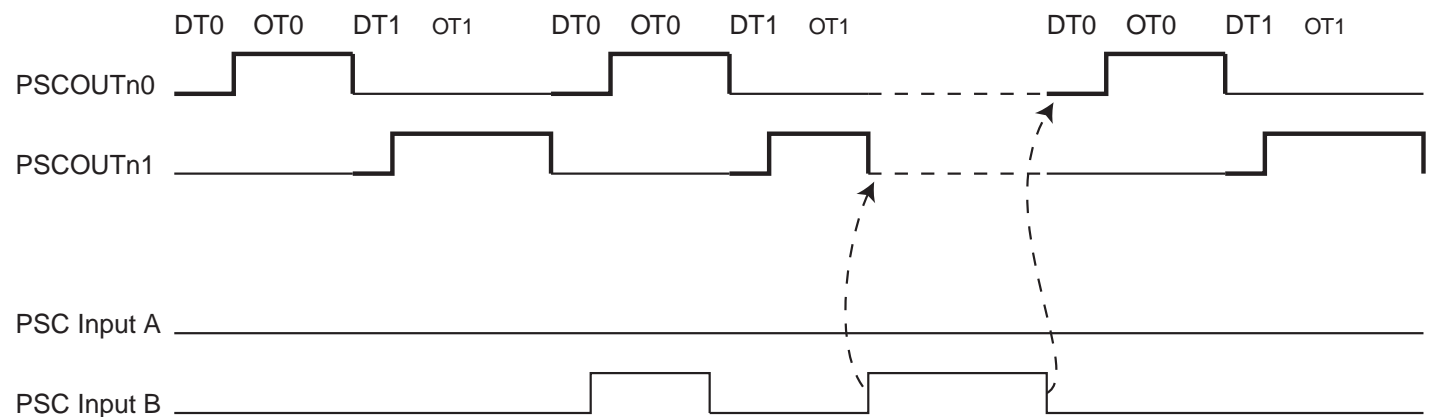 DT0 OT0 DT1 OT1 DT0 OT0 DT1 OT1 DT0 OT0 DT1 OT1
PSCOUTn0
PSCOUTn1
PSC Input A
PSC Input B